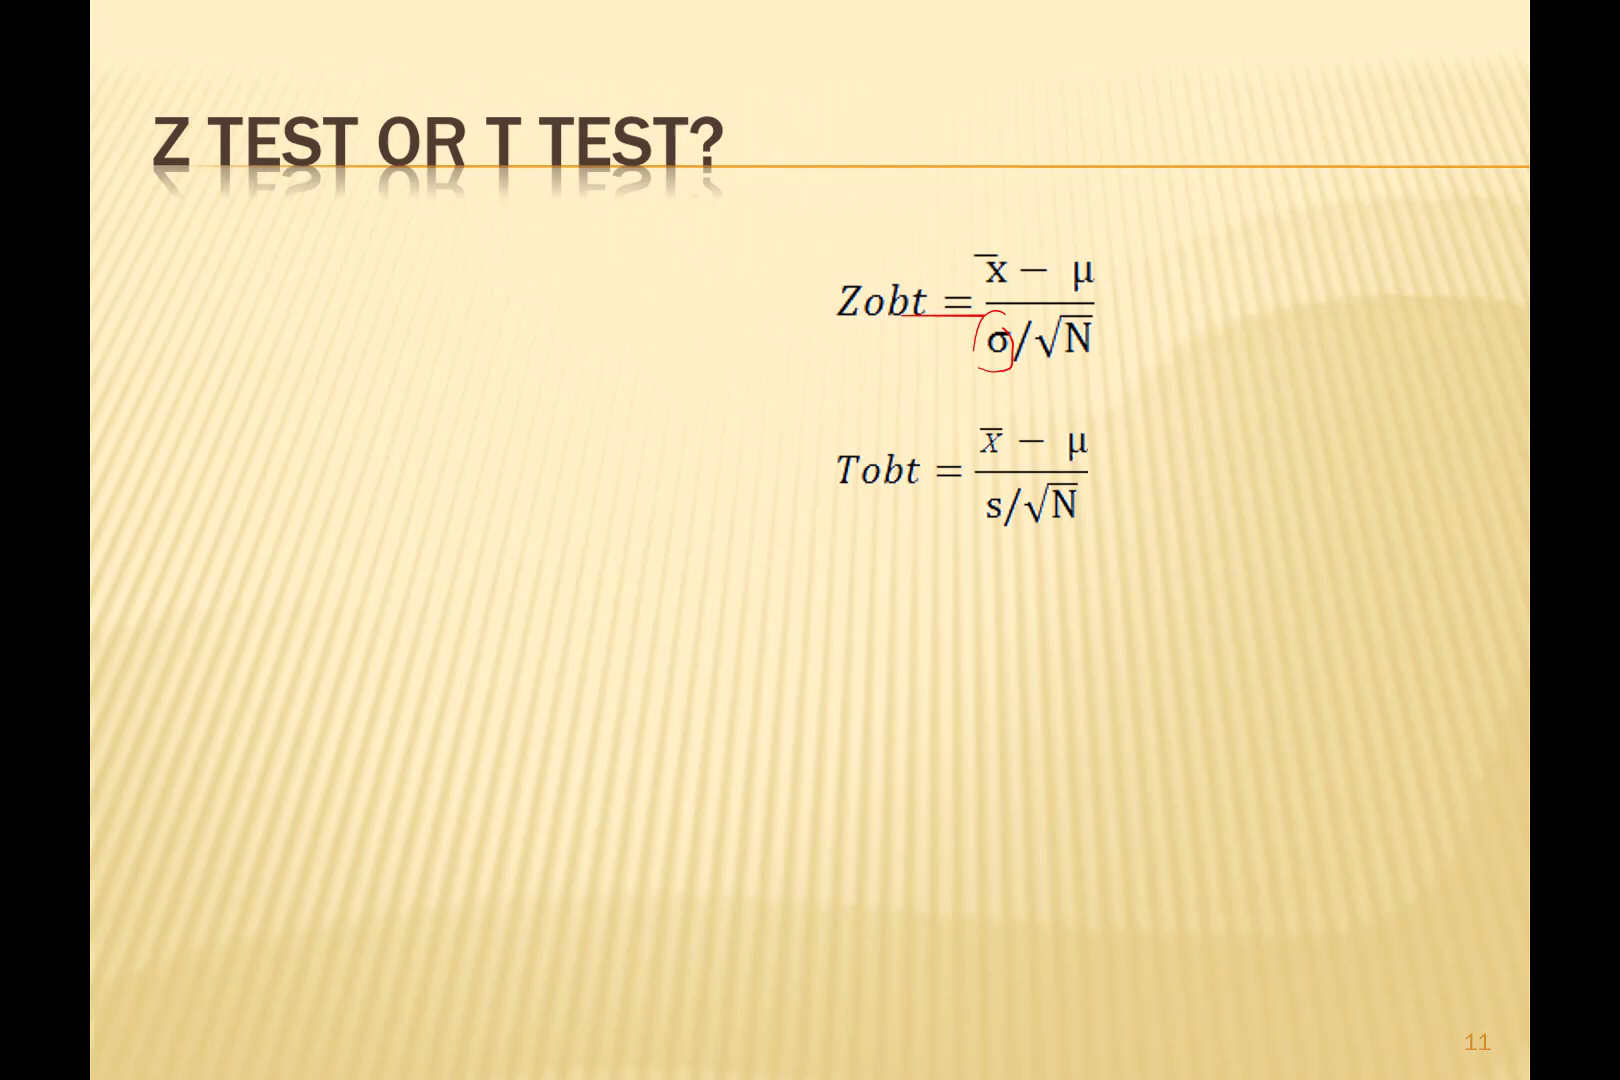 Z TEST OR T TEST?
Zobt = x̅ − μ / σ/√N
Tobt = x̅ − μ / s/√N
11